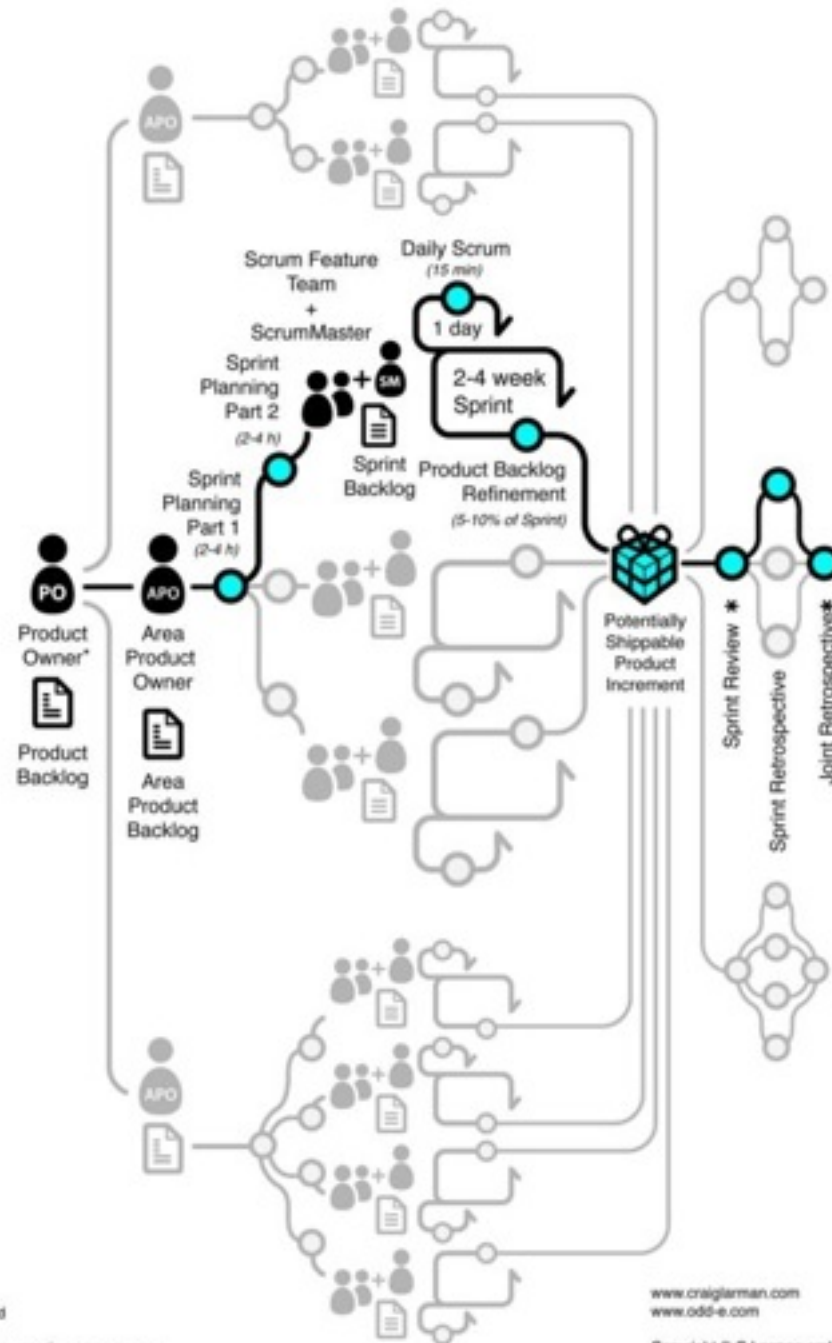 APO
Scrum Feature
Team
+
ScrumMaster
Daily Scrum
(15 min)
1 day
2-4 week
Sprint
Sprint
Planning
Part 2
(2-4 h)
+
SM
Sprint
Backlog
Product Backlog
Refinement
(5-10% of Sprint)
Sprint
Planning
Part 1
(2-4 h)
PO
APO
Product
Owner*
Product
Backlog
Area
Product
Owner
Area
Product
Backlog
Potentially
Shippable
Product
Increment
Sprint Review *
Sprint Retrospective
Joint Retrospective*
APO
www.craiglarman.com
www.odd-e.com